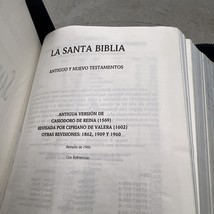 LA SANTA BIBLIA
ANTIGUO Y NUEVO TESTAMENTOS
ANTIGUA VERSIÓN DE
CASIODORO DE REINA (1569)
REVISADA POR CIPRIANO DE VALERA (1602)
OTRAS REVISIONES: 1862, 1909 Y 1960
Revisión de 1960
Con Referencias